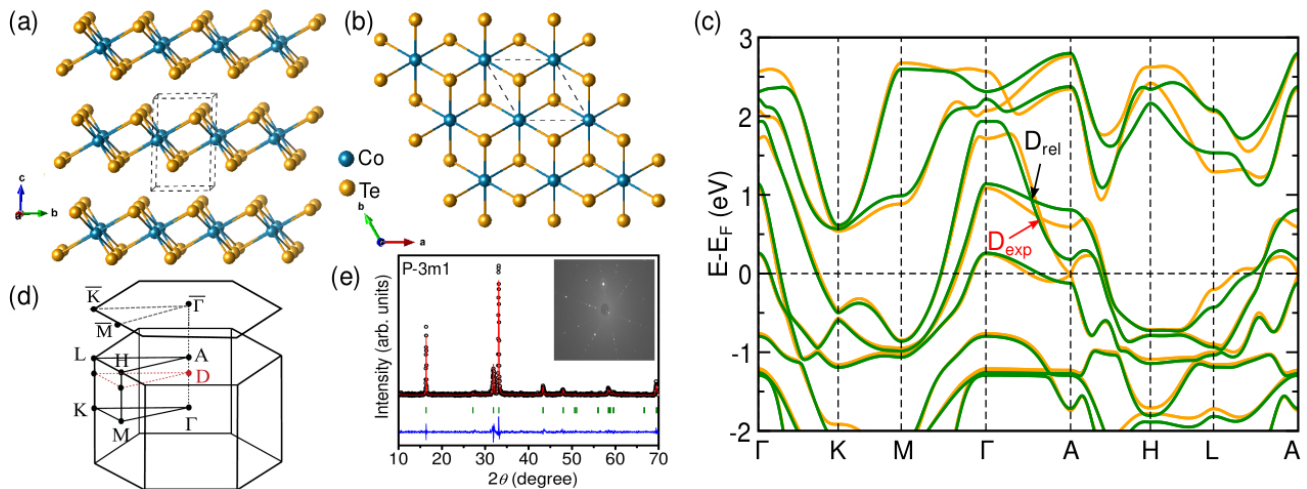 (a)
c
a
b
(b)
Co
Te
b
a
(c)
E-E_F (eV)
3
2
1
0
-1
-2
D_rel
D_exp
Γ K M Γ A H L A
(d)
K̅
Γ̅
M̅
L
H
A
D
K
M
Γ
(e)
P-3m1
Intensity (arb. units)
10 20 30 40 50 60 70
2θ (degree)